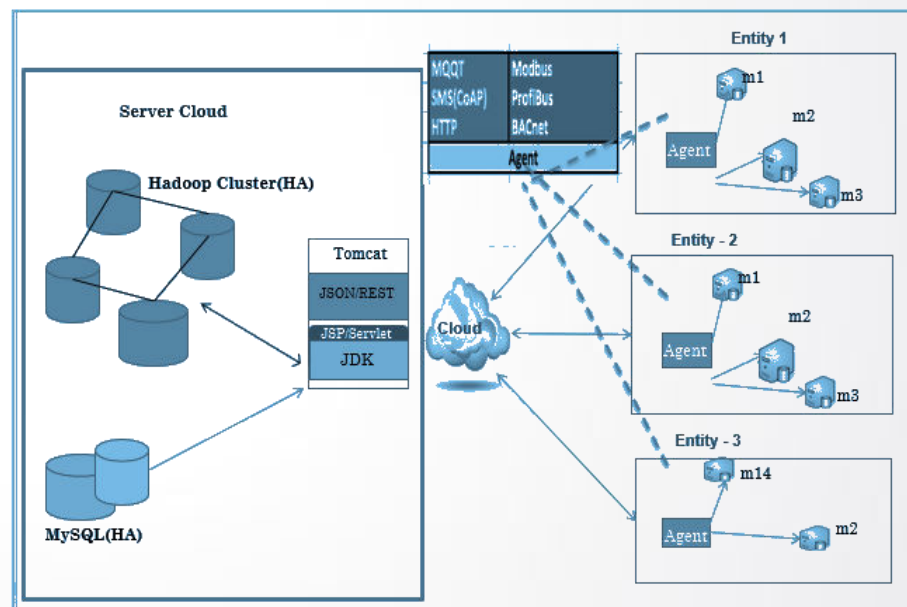 Server Cloud
Hadoop Cluster(HA)
MySQL(HA)
Tomcat
JSON/REST
JSP/Servlet
JDK
MQQT Modbus
SMS(CoAP) ProfiBus
HTTP BACnet
Agent
Cloud
Entity 1
m1
m2
Agent
m3
Entity - 2
m1
m2
Agent
m3
Entity - 3
m14
Agent
m2